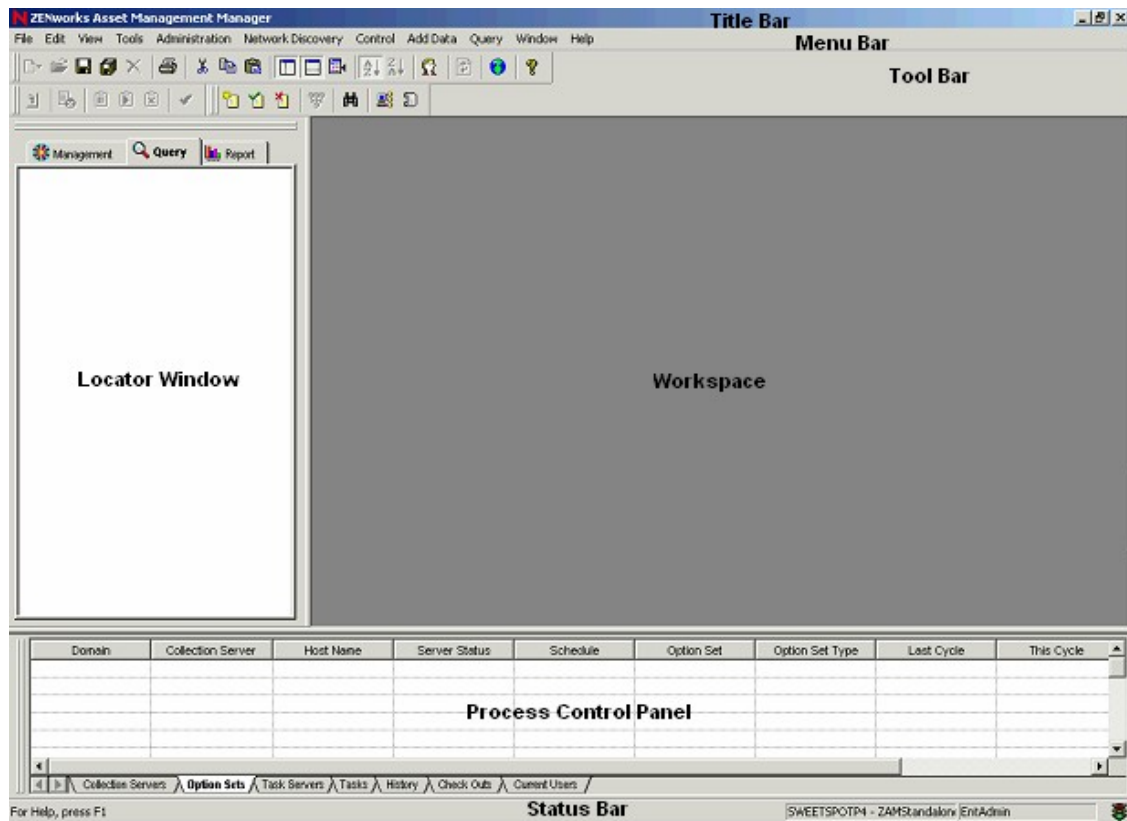 ZENworks Asset Management Manager
Title Bar
File Edit View Tools Administration Network Discovery Control Add Data Query Window Help
Menu Bar
Tool Bar
Management Query Report
Locator Window
Workspace
Domain Collection Server Host Name Server Status Schedule Option Set Option Set Type Last Cycle This Cycle
Process Control Panel
Collection Servers Option Sets Task Servers Tasks History Check Outs Current Users
For Help, press F1
Status Bar
SWEETSPOTP4 - ZAMStandalon EntAdmin